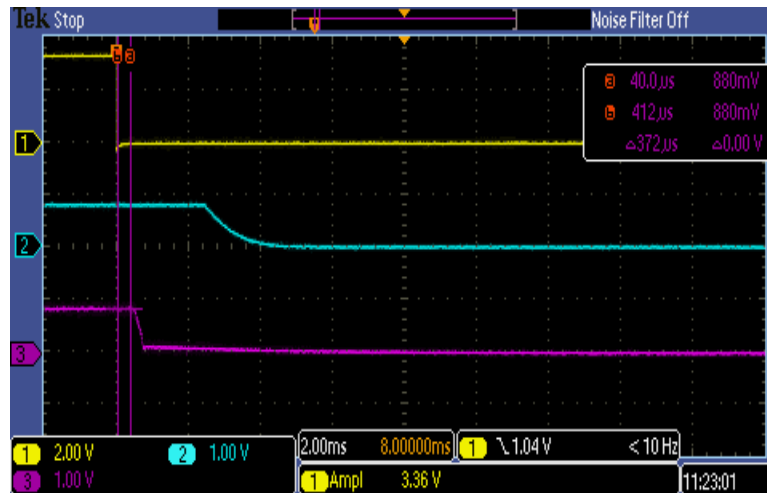 Tek Stop Noise Filter Off
a 40.0µs 880mV
b 412µs 880mV
△372µs △0.00 V
b a
1
2
3
1 2.00 V 2 1.00 V 2.00ms 8.00000ms 1 1.04 V < 10 Hz
3 1.00 V 1 Ampl 3.36 V 11:23:01